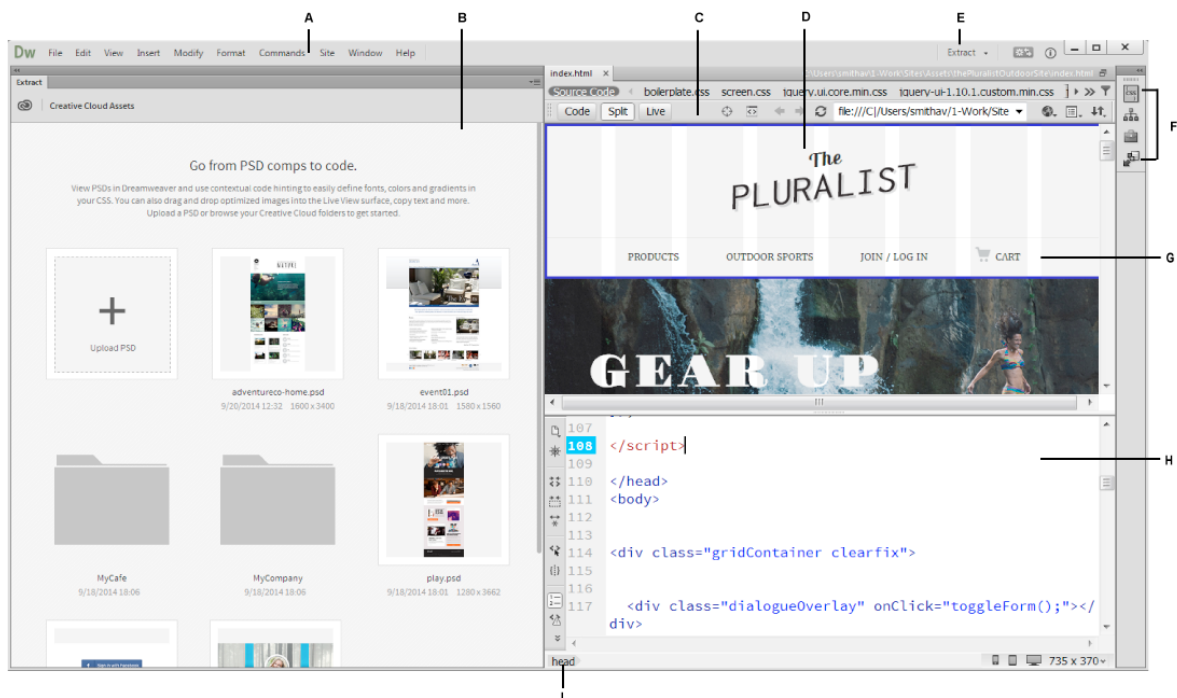 A B C D E
Dw File Edit View Insert Modify Format Commands Site Window Help Extract
Extract
Creative Cloud Assets
Go from PSD comps to code.
View PSDs in Dreamweaver and use contextual code hinting to easily define fonts, colors and gradients in
your CSS. You can also drag and drop optimized images into the Live View surface, copy text and more.
Upload a PSD or browse your Creative Cloud folders to get started.
Upload PSD
adventureco-home.psd
9/20/2014 12:32 1600 x 3400
event01.psd
9/18/2014 18:01 1580 x 1560
MyCafe
9/18/2014 18:06
MyCompany
9/18/2014 18:06
play.psd
9/18/2014 18:01 1280 x 3662
index.html
\Users\smithav\1-Work\Sites\Assets\thePluralistOutdoorSite\index.html
Source Code boilerplate.css screen.css jquery.ui.core.min.css jquery-ui-1.10.1.custom.min.css
Code Split Live file:///C|/Users/smithav/1-Work/Site
The
PLURALIST
PRODUCTS OUTDOOR SPORTS JOIN / LOG IN CART
GEAR UP
107
108 </script>
109
110 </head>
111 <body>
112
113
114 <div class="gridContainer clearfix">
115
116
117 <div class="dialogueOverlay" onClick="toggleForm();"></
div>
head
735 x 370
F
G
H